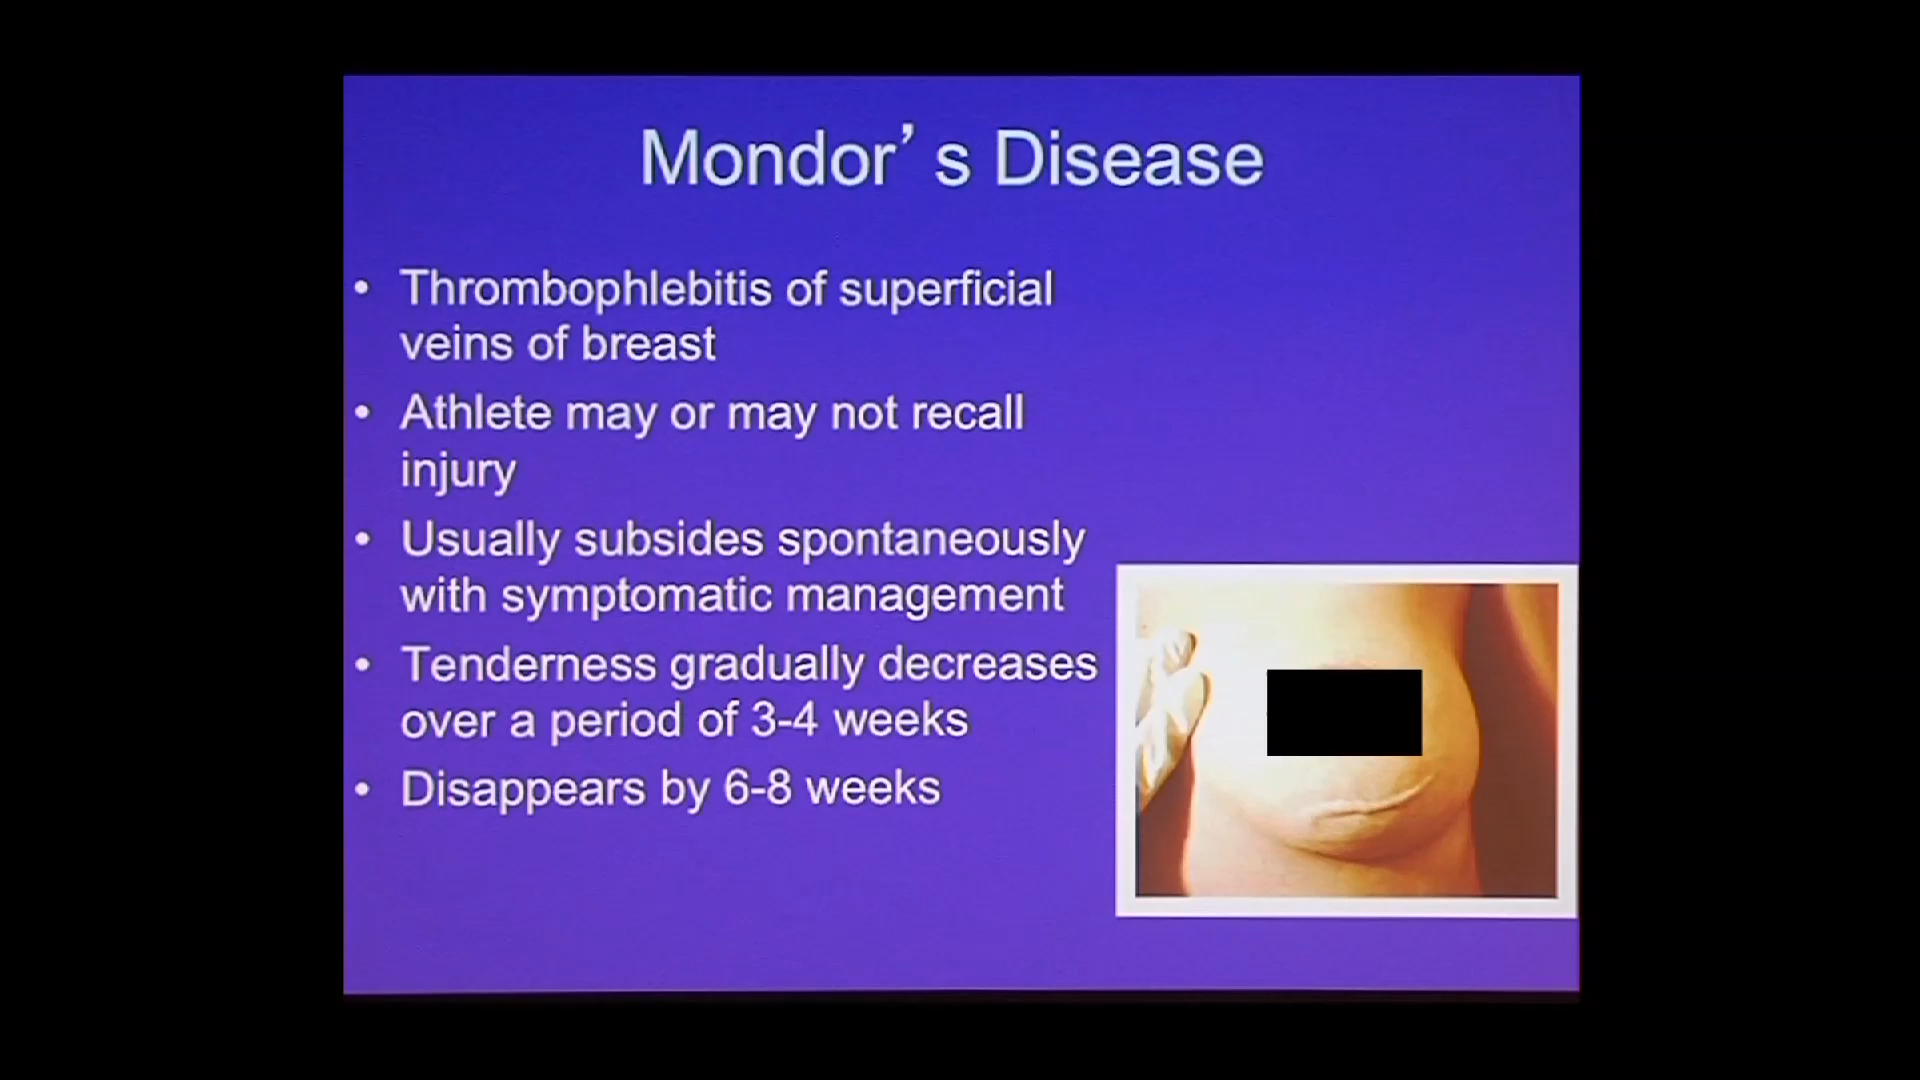 Mondor’s Disease
• Thrombophlebitis of superficial
veins of breast
• Athlete may or may not recall
injury
• Usually subsides spontaneously
with symptomatic management
• Tenderness gradually decreases
over a period of 3-4 weeks
• Disappears by 6-8 weeks